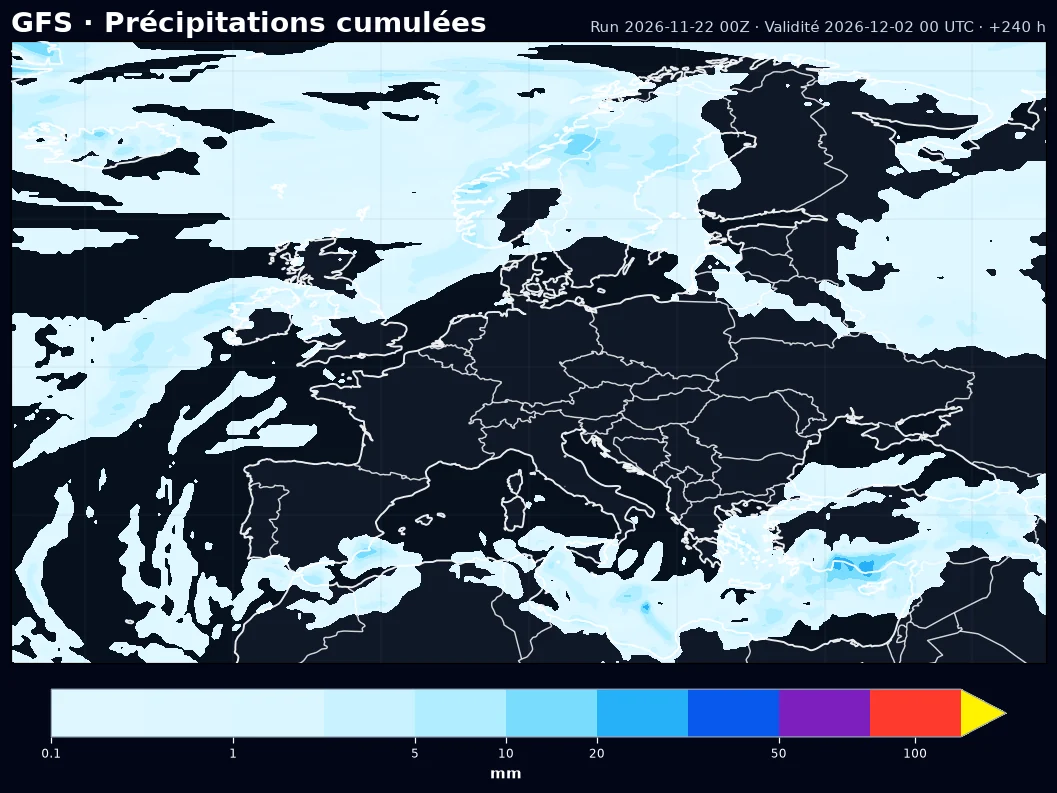 GFS · Précipitations cumulées
Run 2026-11-22 00Z · Validité 2026-12-02 00 UTC · +240 h
0.1 1 5 10 20 50 100
mm